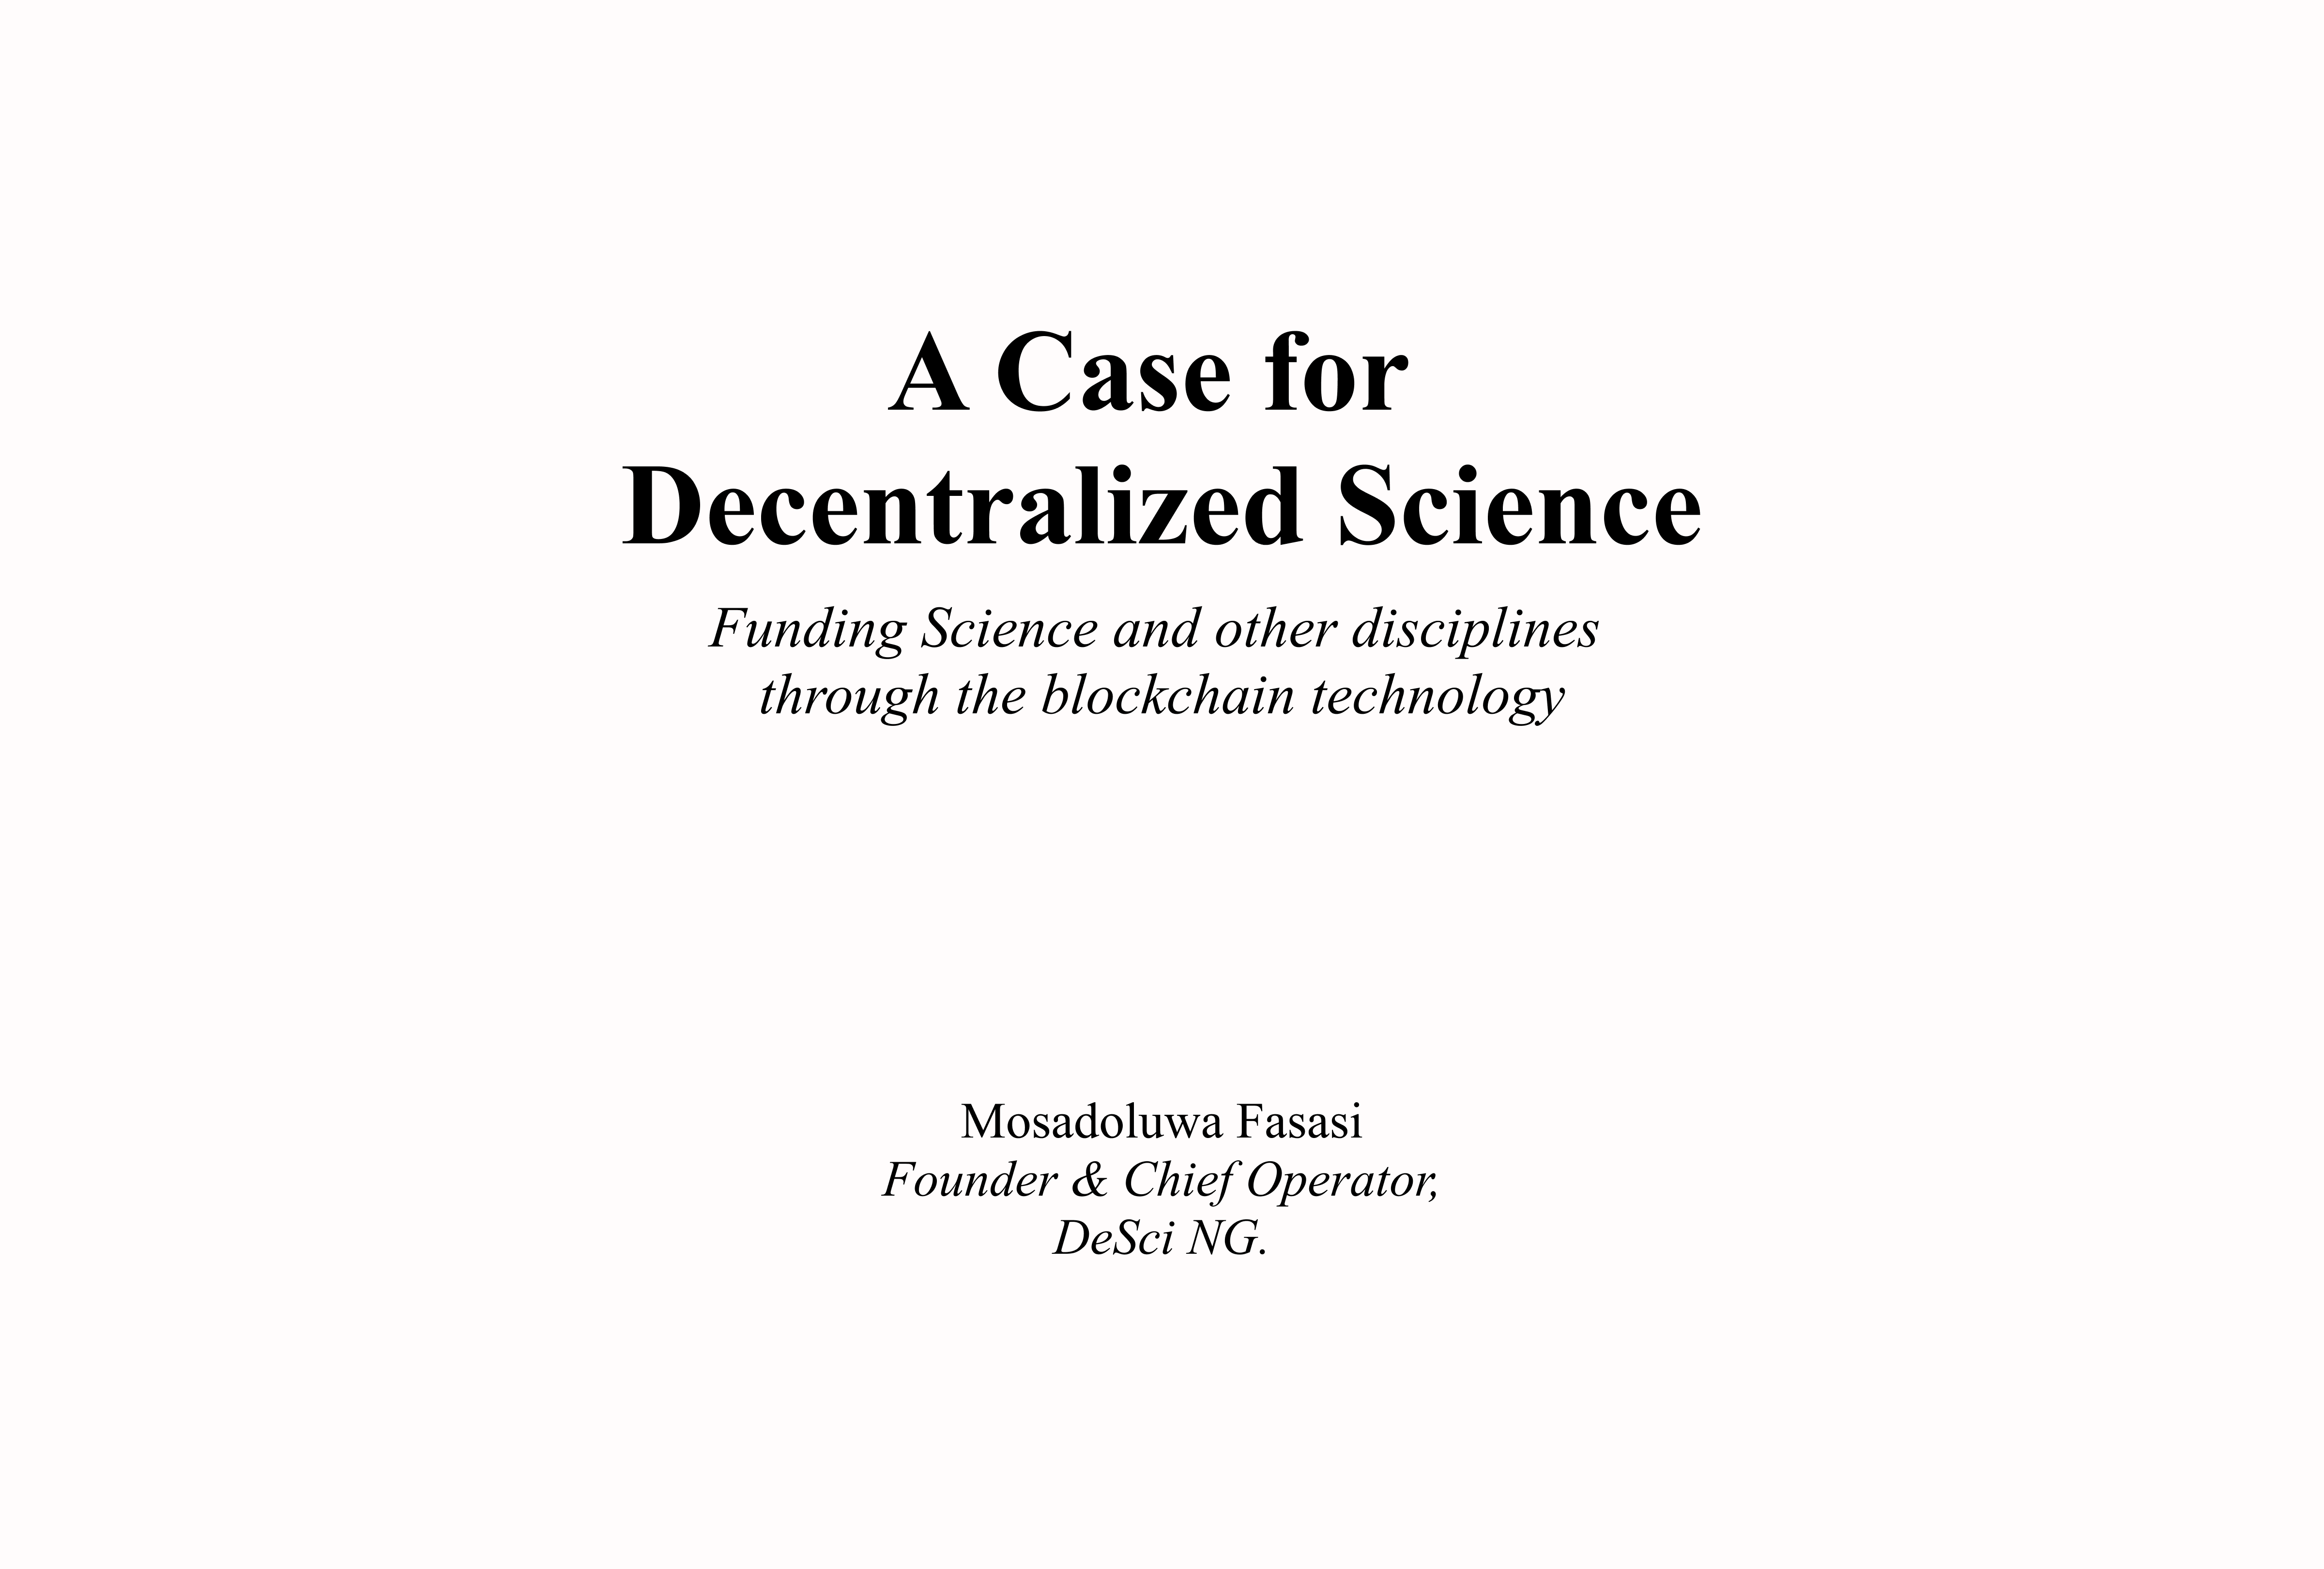 A Case for
Decentralized Science
Funding Science and other disciplines
through the blockchain technology
Mosadoluwa Fasasi
Founder & Chief Operator,
DeSci NG.